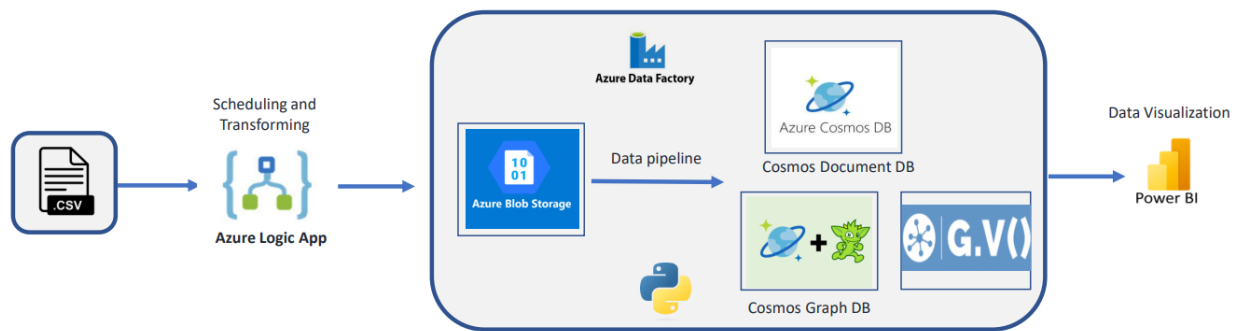 .CSV
Scheduling and
Transforming
Azure Logic App
Azure Data Factory
10
01
Azure Blob Storage
Data pipeline
Azure Cosmos DB
Cosmos Document DB
+
Cosmos Graph DB
G.V()
Data Visualization
Power BI